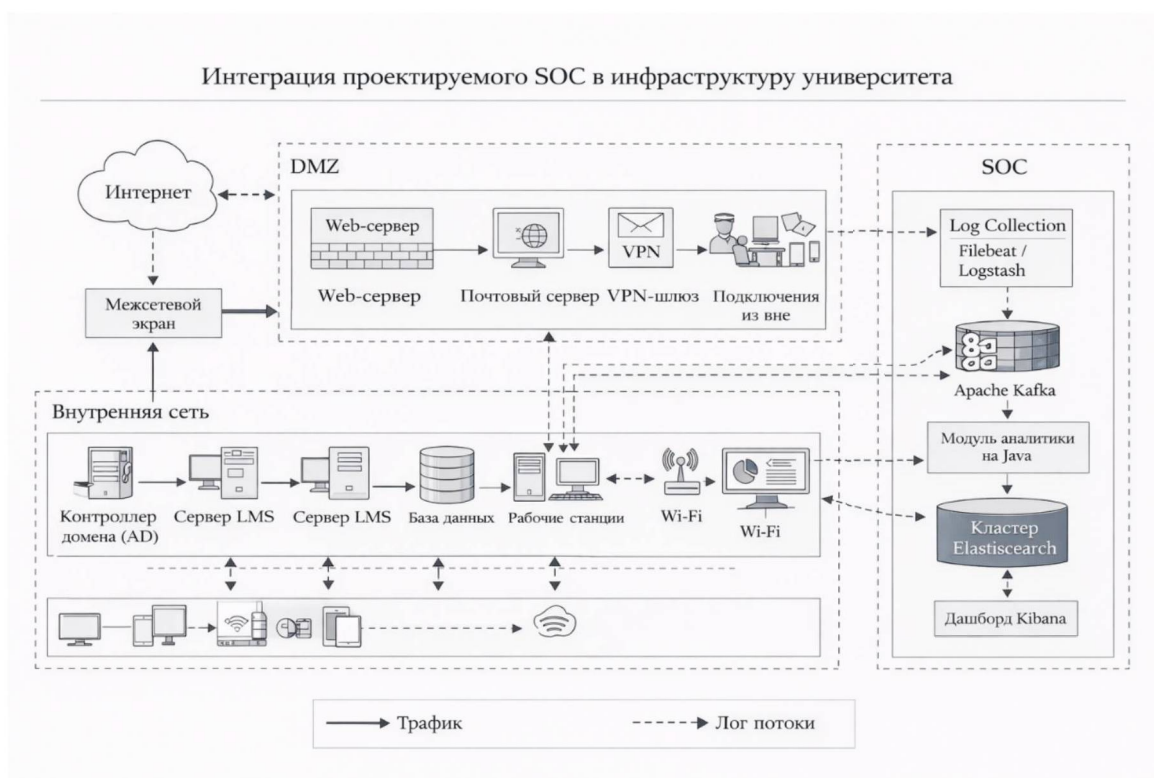 Интеграция проектируемого SOC в инфраструктуру университета
Интернет
Межсетевой
экран
DMZ
Web-сервер
Web-сервер
Почтовый сервер
VPN
VPN-шлюз
Подключения
из вне
SOC
Log Collection
Filebeat /
Logstash
Apache Kafka
Модуль аналитики
на Java
Кластер
Elastiscearch
Дашборд Kibana
Внутренняя сеть
Контроллер
домена (AD)
Сервер LMS
Сервер LMS
База данных
Рабочие станции
Wi-Fi
Wi-Fi
Трафик
Лог потоки